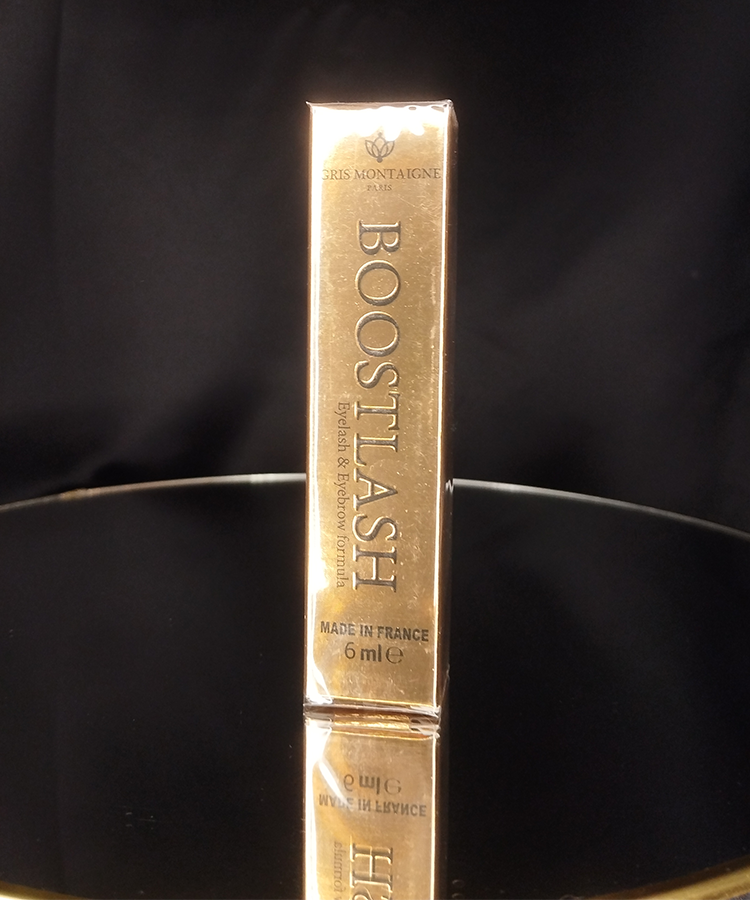 GRIS MONTAIGNE
PARIS
BOOSTLASH
Eyelash & Eyebrow formula
MADE IN FRANCE
6 ml ℮